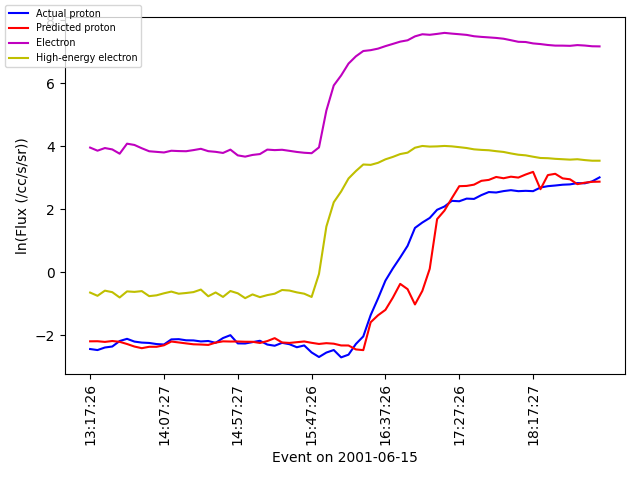 Actual proton
Predicted proton
Electron
High-energy electron
8
6
4
2
0
−2
ln(Flux (/cc/s/sr))
13:17:26
14:07:27
14:57:27
15:47:26
16:37:26
17:27:26
18:17:27
Event on 2001-06-15